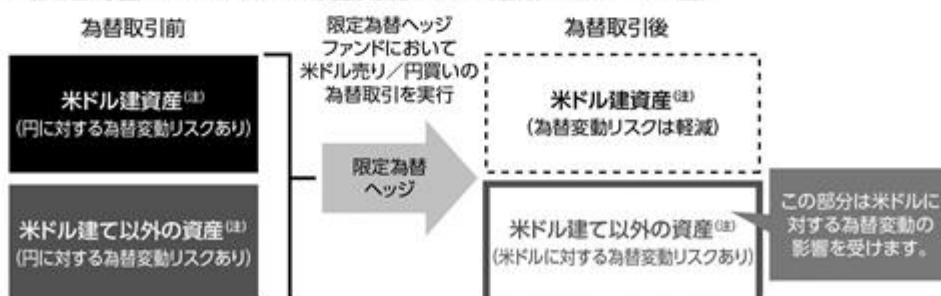 為替取引前
米ドル建資産(注)
(円に対する為替変動リスクあり)
米ドル建て以外の資産(注)
(円に対する為替変動リスクあり)
限定為替ヘッジ
ファンドにおいて
米ドル売り／円買いの
為替取引を実行
限定為替
ヘッジ
為替取引後
米ドル建資産(注)
(為替変動リスクは軽減)
米ドル建て以外の資産(注)
(米ドルに対する為替変動リスクあり)
この部分は米ドルに
対する為替変動の
影響を受けます。